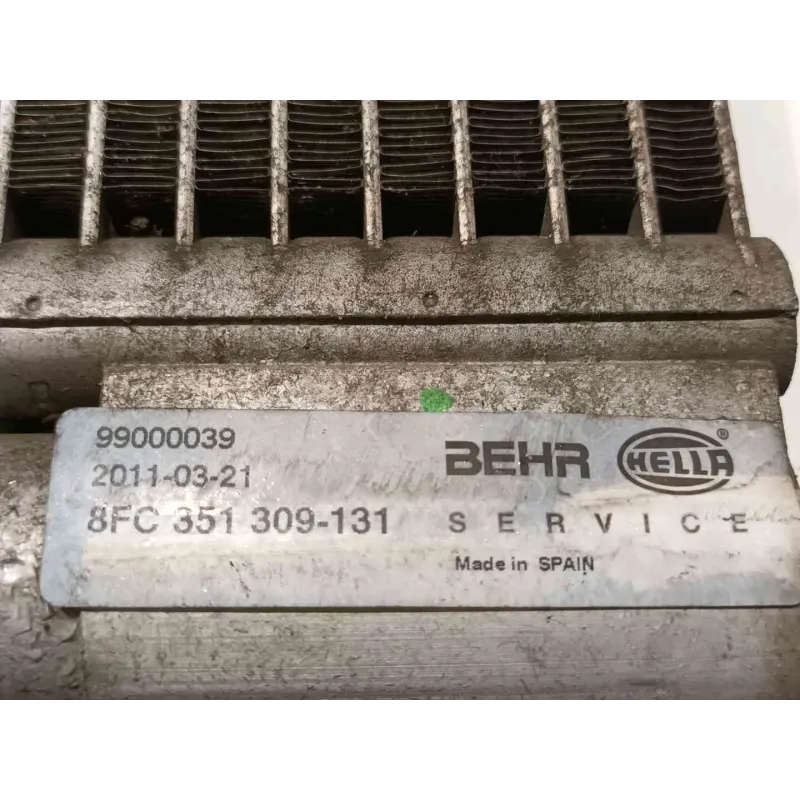 99000039
2011-03-21
8FC 351 309-131
BEHR HELLA®
SERVICE
Made in SPAIN